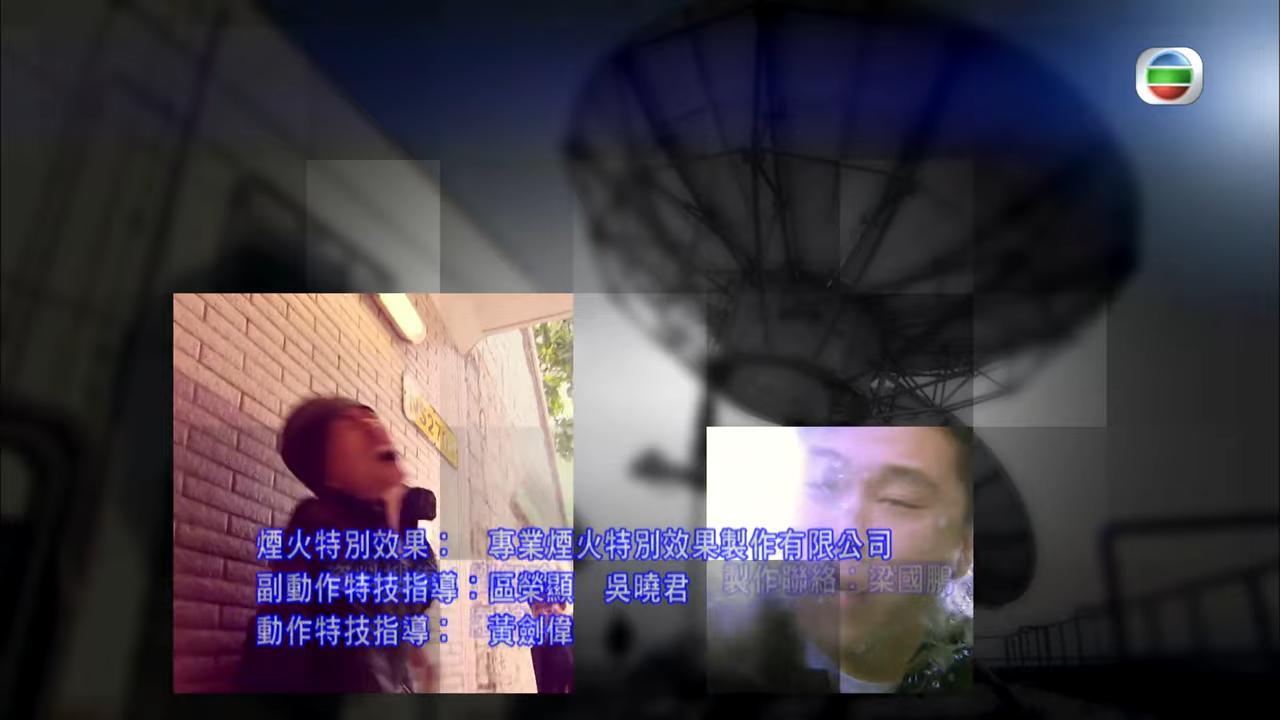 煙火特別效果：　專業煙火特別效果製作有限公司
副動作特技指導：區榮顯　吳曉君
製作聯絡：梁國鵬
動作特技指導：　黃劍偉